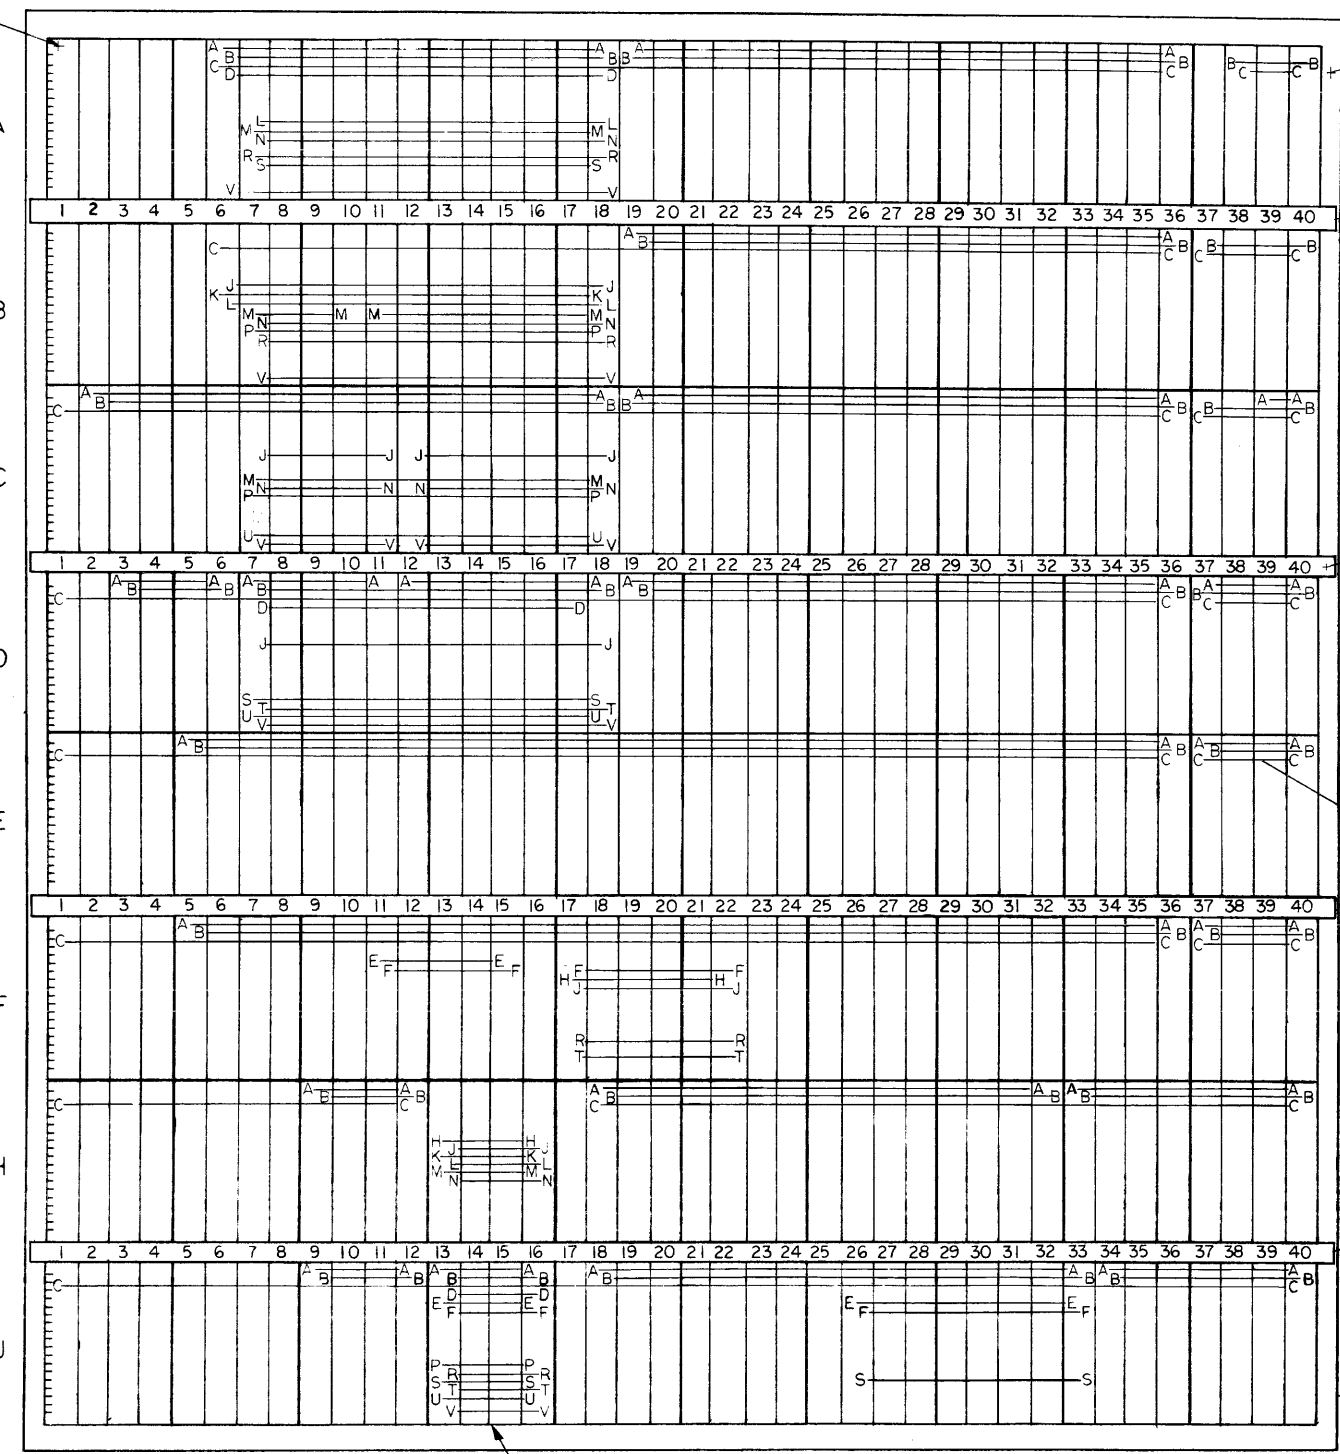 A A A A
B B B B B B
C C C C
D D
L L
A M M
N N
R R
S S
V V
1 2 3 4 5 6 7 8 9 10 11 12 13 14 15 16 17 18 19 20 21 22 23 24 25 26 27 28 29 30 31 32 33 34 35 36 37 38 39 40
A A
C B B B B
C C C
J J
K K
B L L
M M M M
N N
P P
R R
V V
A A A A A A
B B B B B B
C C C C
J J J J
C M M
N N N N
P P
U U
V V V V
1 2 3 4 5 6 7 8 9 10 11 12 13 14 15 16 17 18 19 20 21 22 23 24 25 26 27 28 29 30 31 32 33 34 35 36 37 38 39 40
A A A A A A A A A A
B B B B B B B B
C C C C
D D
J J
D
S S
T T
U U
V V
A A A A
B B B B
C C C C
E
1 2 3 4 5 6 7 8 9 10 11 12 13 14 15 16 17 18 19 20 21 22 23 24 25 26 27 28 29 30 31 32 33 34 35 36 37 38 39 40
A A A A
B B B B
C C C C
E E
F F F F
H H
J J
F
R R
T T
A A A A A A
B B B B B B
C C C C
H H
J J
K K
H L L
M M
N N
1 2 3 4 5 6 7 8 9 10 11 12 13 14 15 16 17 18 19 20 21 22 23 24 25 26 27 28 29 30 31 32 33 34 35 36 37 38 39 40
A A A A A A A A
B B B B B B B B
C C
D D
E E E E
F F F F
P P
J R R
S S S S
T T
U U
V V